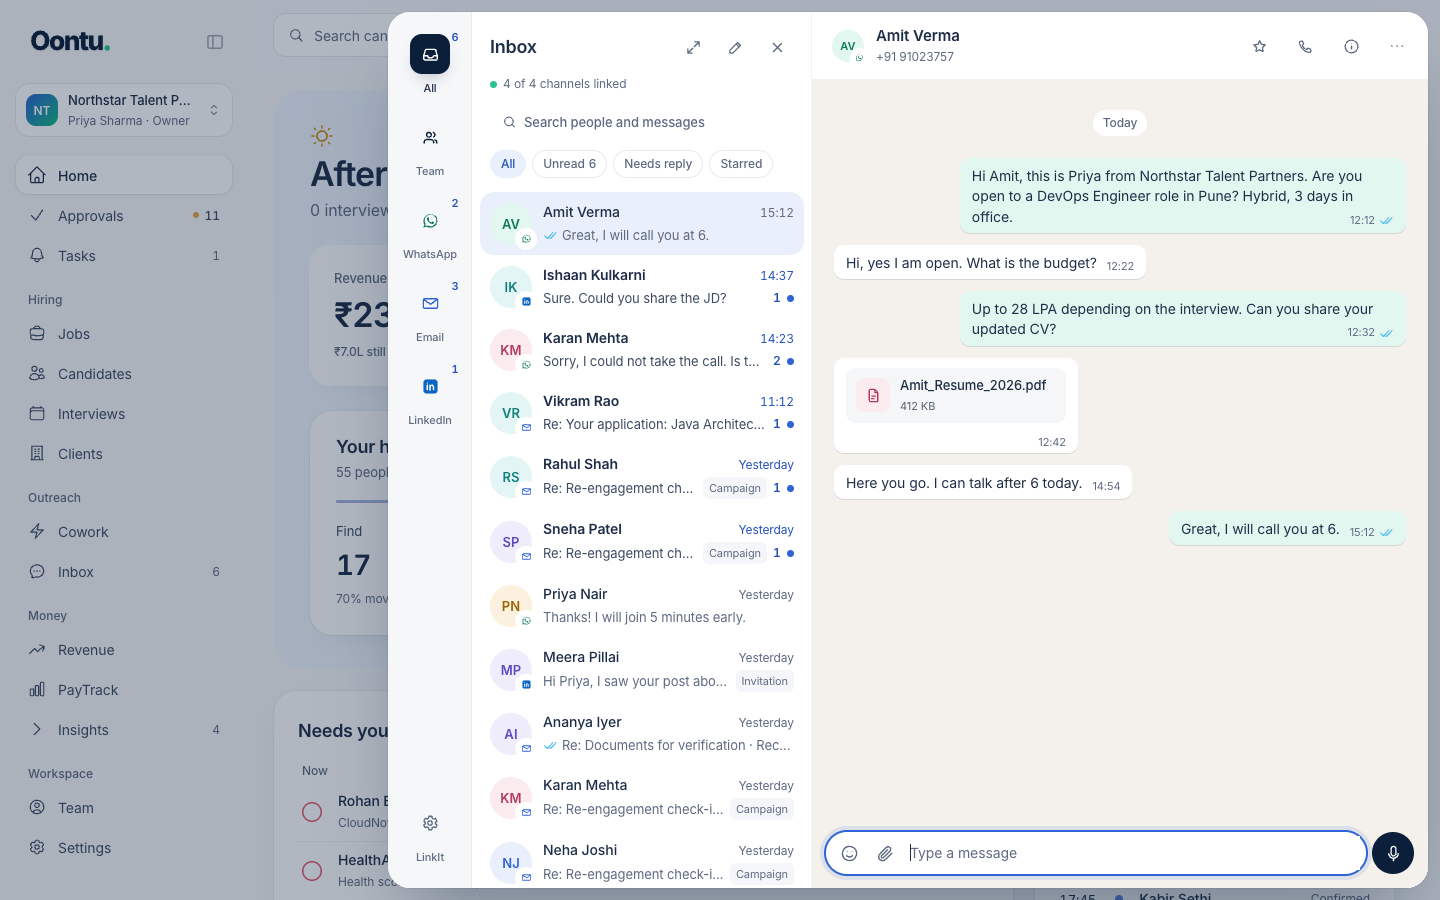 Oontu.
Search can
NT
Northstar Talent P...
Priya Sharma · Owner
Home
Approvals
11
Tasks
1
Hiring
Jobs
Candidates
Interviews
Clients
Outreach
Cowork
Inbox
6
Money
Revenue
PayTrack
Insights
4
Workspace
Team
Settings
After
0 interview
Revenue
₹23
₹7.0L still
Your h
55 peopl
Find
17
70% mov
Needs you
Now
Rohan
CloudNo
HealthA
Health sco
6
All
Team
2
WhatsApp
3
Email
1
in
LinkedIn
LinkIt
Inbox
4 of 4 channels linked
Search people and messages
All
Unread 6
Needs reply
Starred
AV
Amit Verma
15:12
Great, I will call you at 6.
IK
in
Ishaan Kulkarni
14:37
Sure. Could you share the JD?
1
KM
Karan Mehta
14:23
Sorry, I could not take the call. Is t...
2
VR
Vikram Rao
11:12
Re: Your application: Java Architec...
1
RS
Rahul Shah
Yesterday
Re: Re-engagement ch...
Campaign
1
SP
Sneha Patel
Yesterday
Re: Re-engagement ch...
Campaign
1
PN
Priya Nair
Yesterday
Thanks! I will join 5 minutes early.
MP
in
Meera Pillai
Yesterday
Hi Priya, I saw your post abo...
Invitation
AI
Ananya Iyer
Yesterday
Re: Documents for verification · Rec...
KM
Karan Mehta
Yesterday
Re: Re-engagement check-i...
Campaign
NJ
Neha Joshi
Yesterday
Re: Re-engagement check-i...
Campaign
AV
Amit Verma
+91 91023757
Today
Hi Amit, this is Priya from Northstar Talent Partners. Are you
open to a DevOps Engineer role in Pune? Hybrid, 3 days in
office.
12:12
Hi, yes I am open. What is the budget?
12:22
Up to 28 LPA depending on the interview. Can you share your
updated CV?
12:32
Amit_Resume_2026.pdf
412 KB
12:42
Here you go. I can talk after 6 today.
14:54
Great, I will call you at 6.
15:12
Type a message
17:45
Kabir Sethi
Confirmed